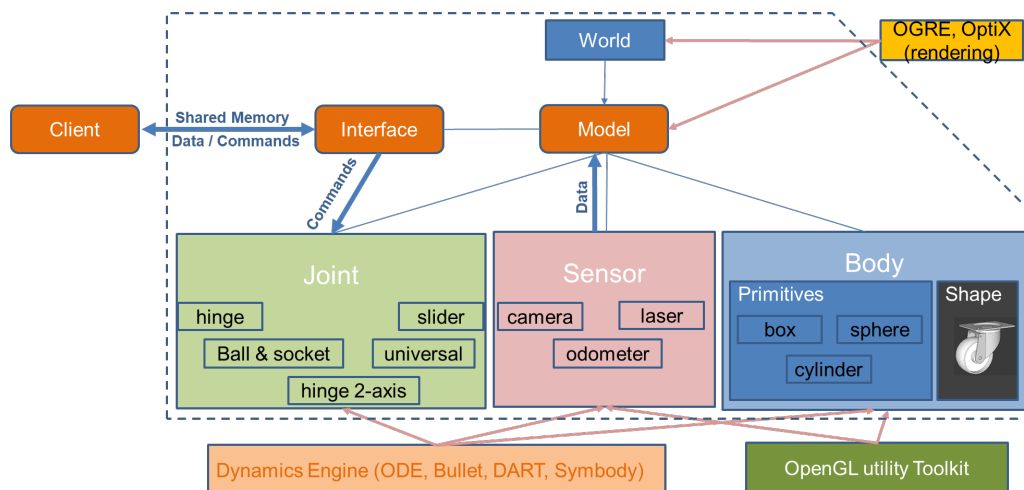 World
OGRE, OptiX
(rendering)
Client
Shared Memory
Data / Commands
Interface
Model
Commands
Data
Joint
hinge
slider
Ball & socket
universal
hinge 2-axis
Sensor
camera
laser
odometer
Body
Primitives
box
sphere
cylinder
Shape
Dynamics Engine (ODE, Bullet, DART, Symbody)
OpenGL utility Toolkit